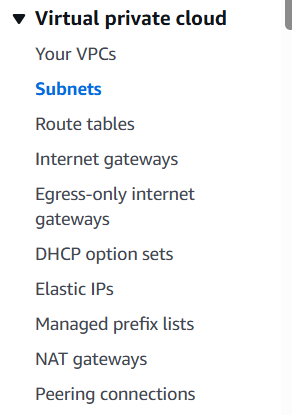 Virtual private cloud
Your VPCs
Subnets
Route tables
Internet gateways
Egress-only internet
gateways
DHCP option sets
Elastic IPs
Managed prefix lists
NAT gateways
Peering connections